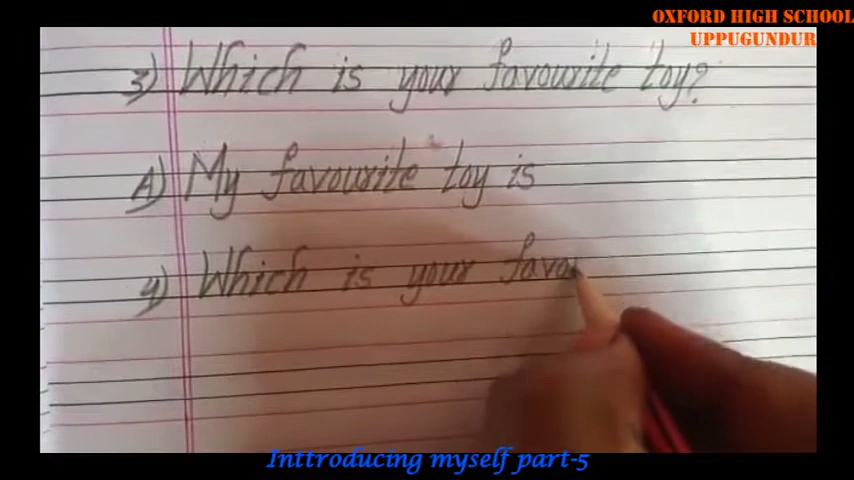 OXFORD HIGH SCHOOL
UPPUGUNDUR
3) Which is your favourite toy?
A) My favourite toy is
4) Which is your favou
Inttroducing myself part-5